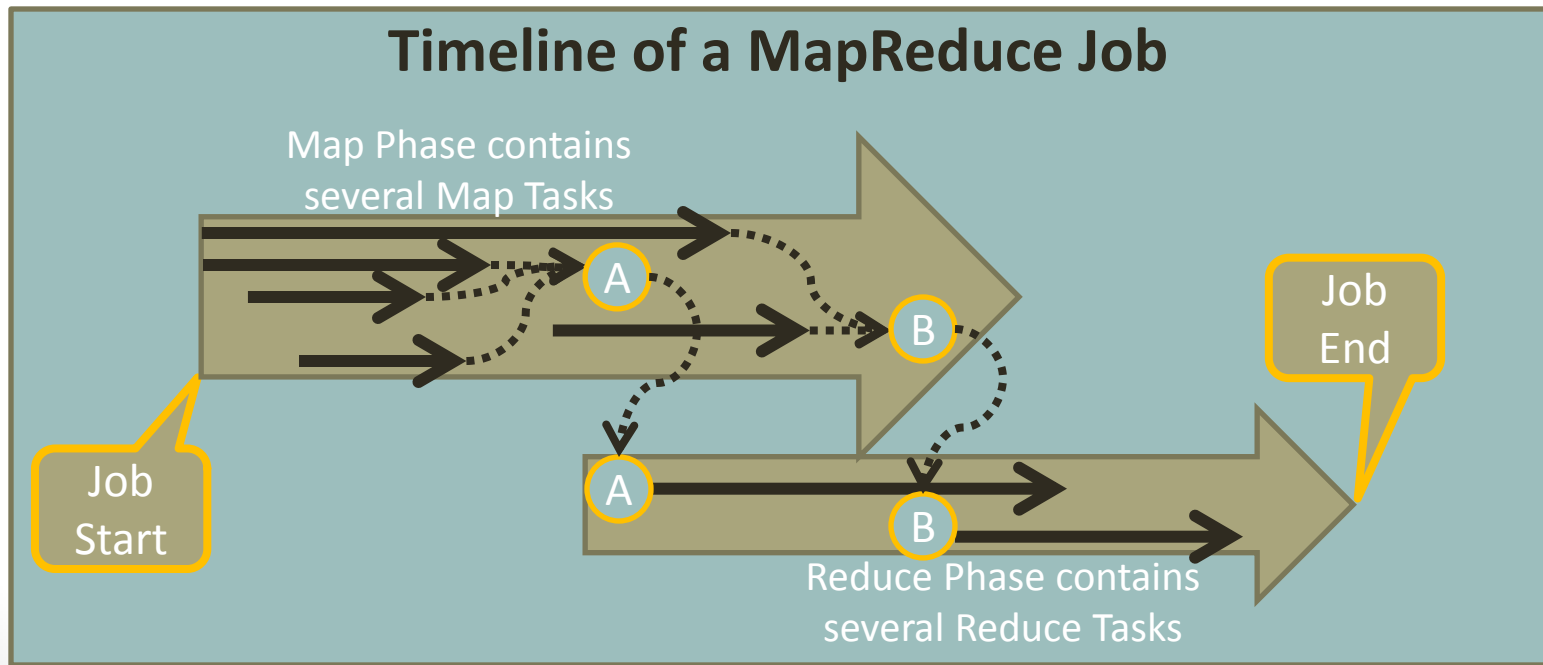 Timeline of a MapReduce Job
Map Phase contains
several Map Tasks
A
B
Job
End
Job
Start
A
B
Reduce Phase contains
several Reduce Tasks